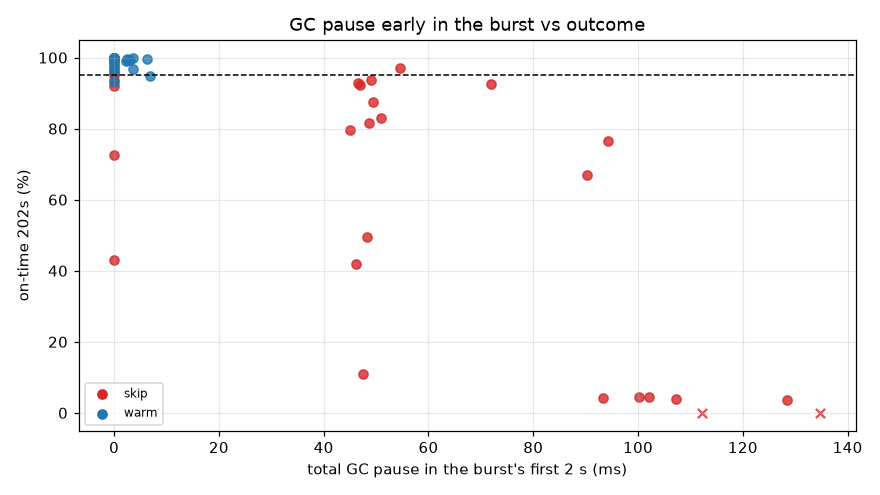 GC pause early in the burst vs outcome
on-time 202s (%)
100
80
60
40
20
0
skip
warm
0 20 40 60 80 100 120 140
total GC pause in the burst's first 2 s (ms)